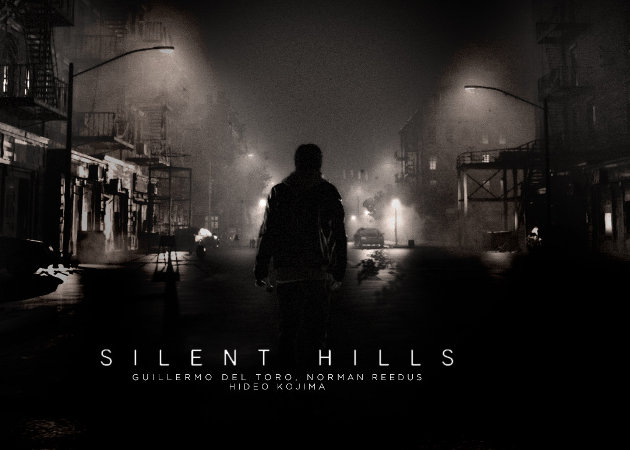 SILENT HILLS
GUILLERMO DEL TORO, NORMAN REEDUS
HIDEO KOJIMA